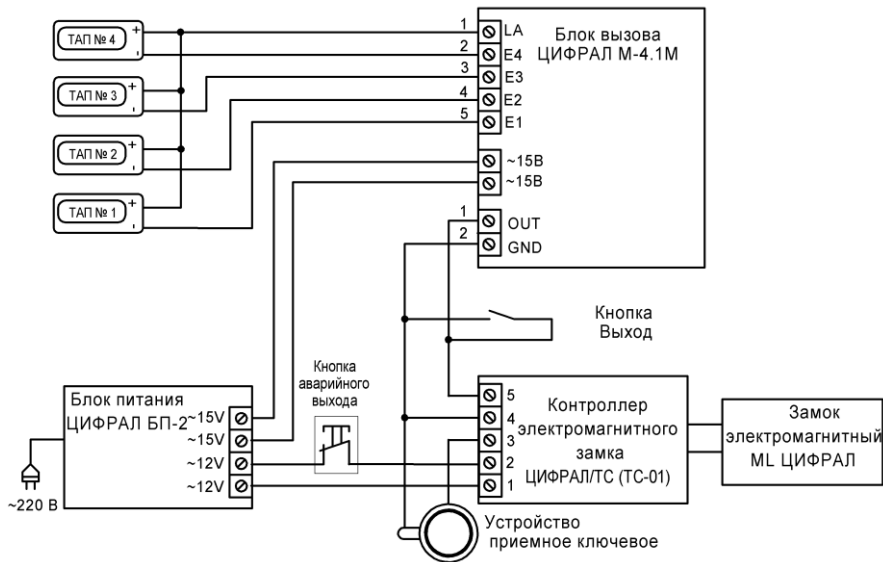 ТАП № 4
+
-
ТАП № 3
+
-
ТАП № 2
+
-
ТАП № 1
+
-
Блок вызова
ЦИФРАЛ М-4.1М
1 LA
2 E4
3 E3
4 E2
5 E1
~15В
~15В
1 OUT
2 GND
Кнопка
Выход
Кнопка
аварийного
выхода
Блок питания
ЦИФРАЛ БП-2
~15V
~15V
~12V
~12V
~220 В
5
4
3
2
1
Контроллер
электромагнитного
замка
ЦИФРАЛ/ТС (ТС-01)
Замок
электромагнитный
ML ЦИФРАЛ
Устройство
приемное ключевое